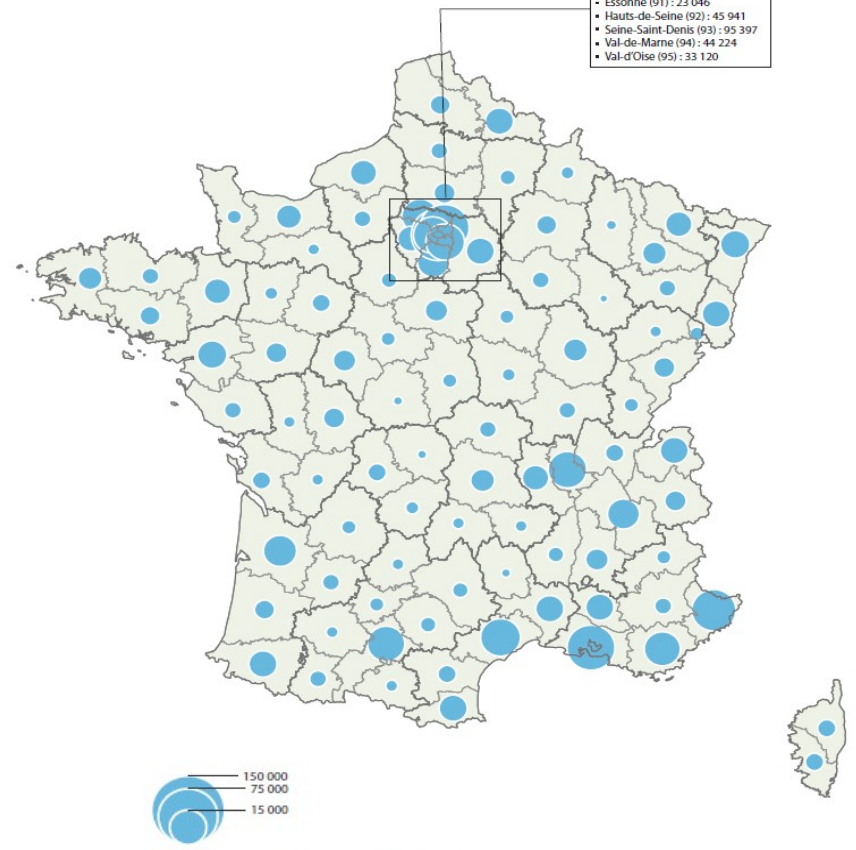 ▪ Essonne (91) : 23 046
▪ Hauts-de-Seine (92) : 45 941
▪ Seine-Saint-Denis (93) : 95 397
▪ Val-de-Marne (94) : 44 224
▪ Val-d'Oise (95) : 33 120
150 000
75 000
15 000